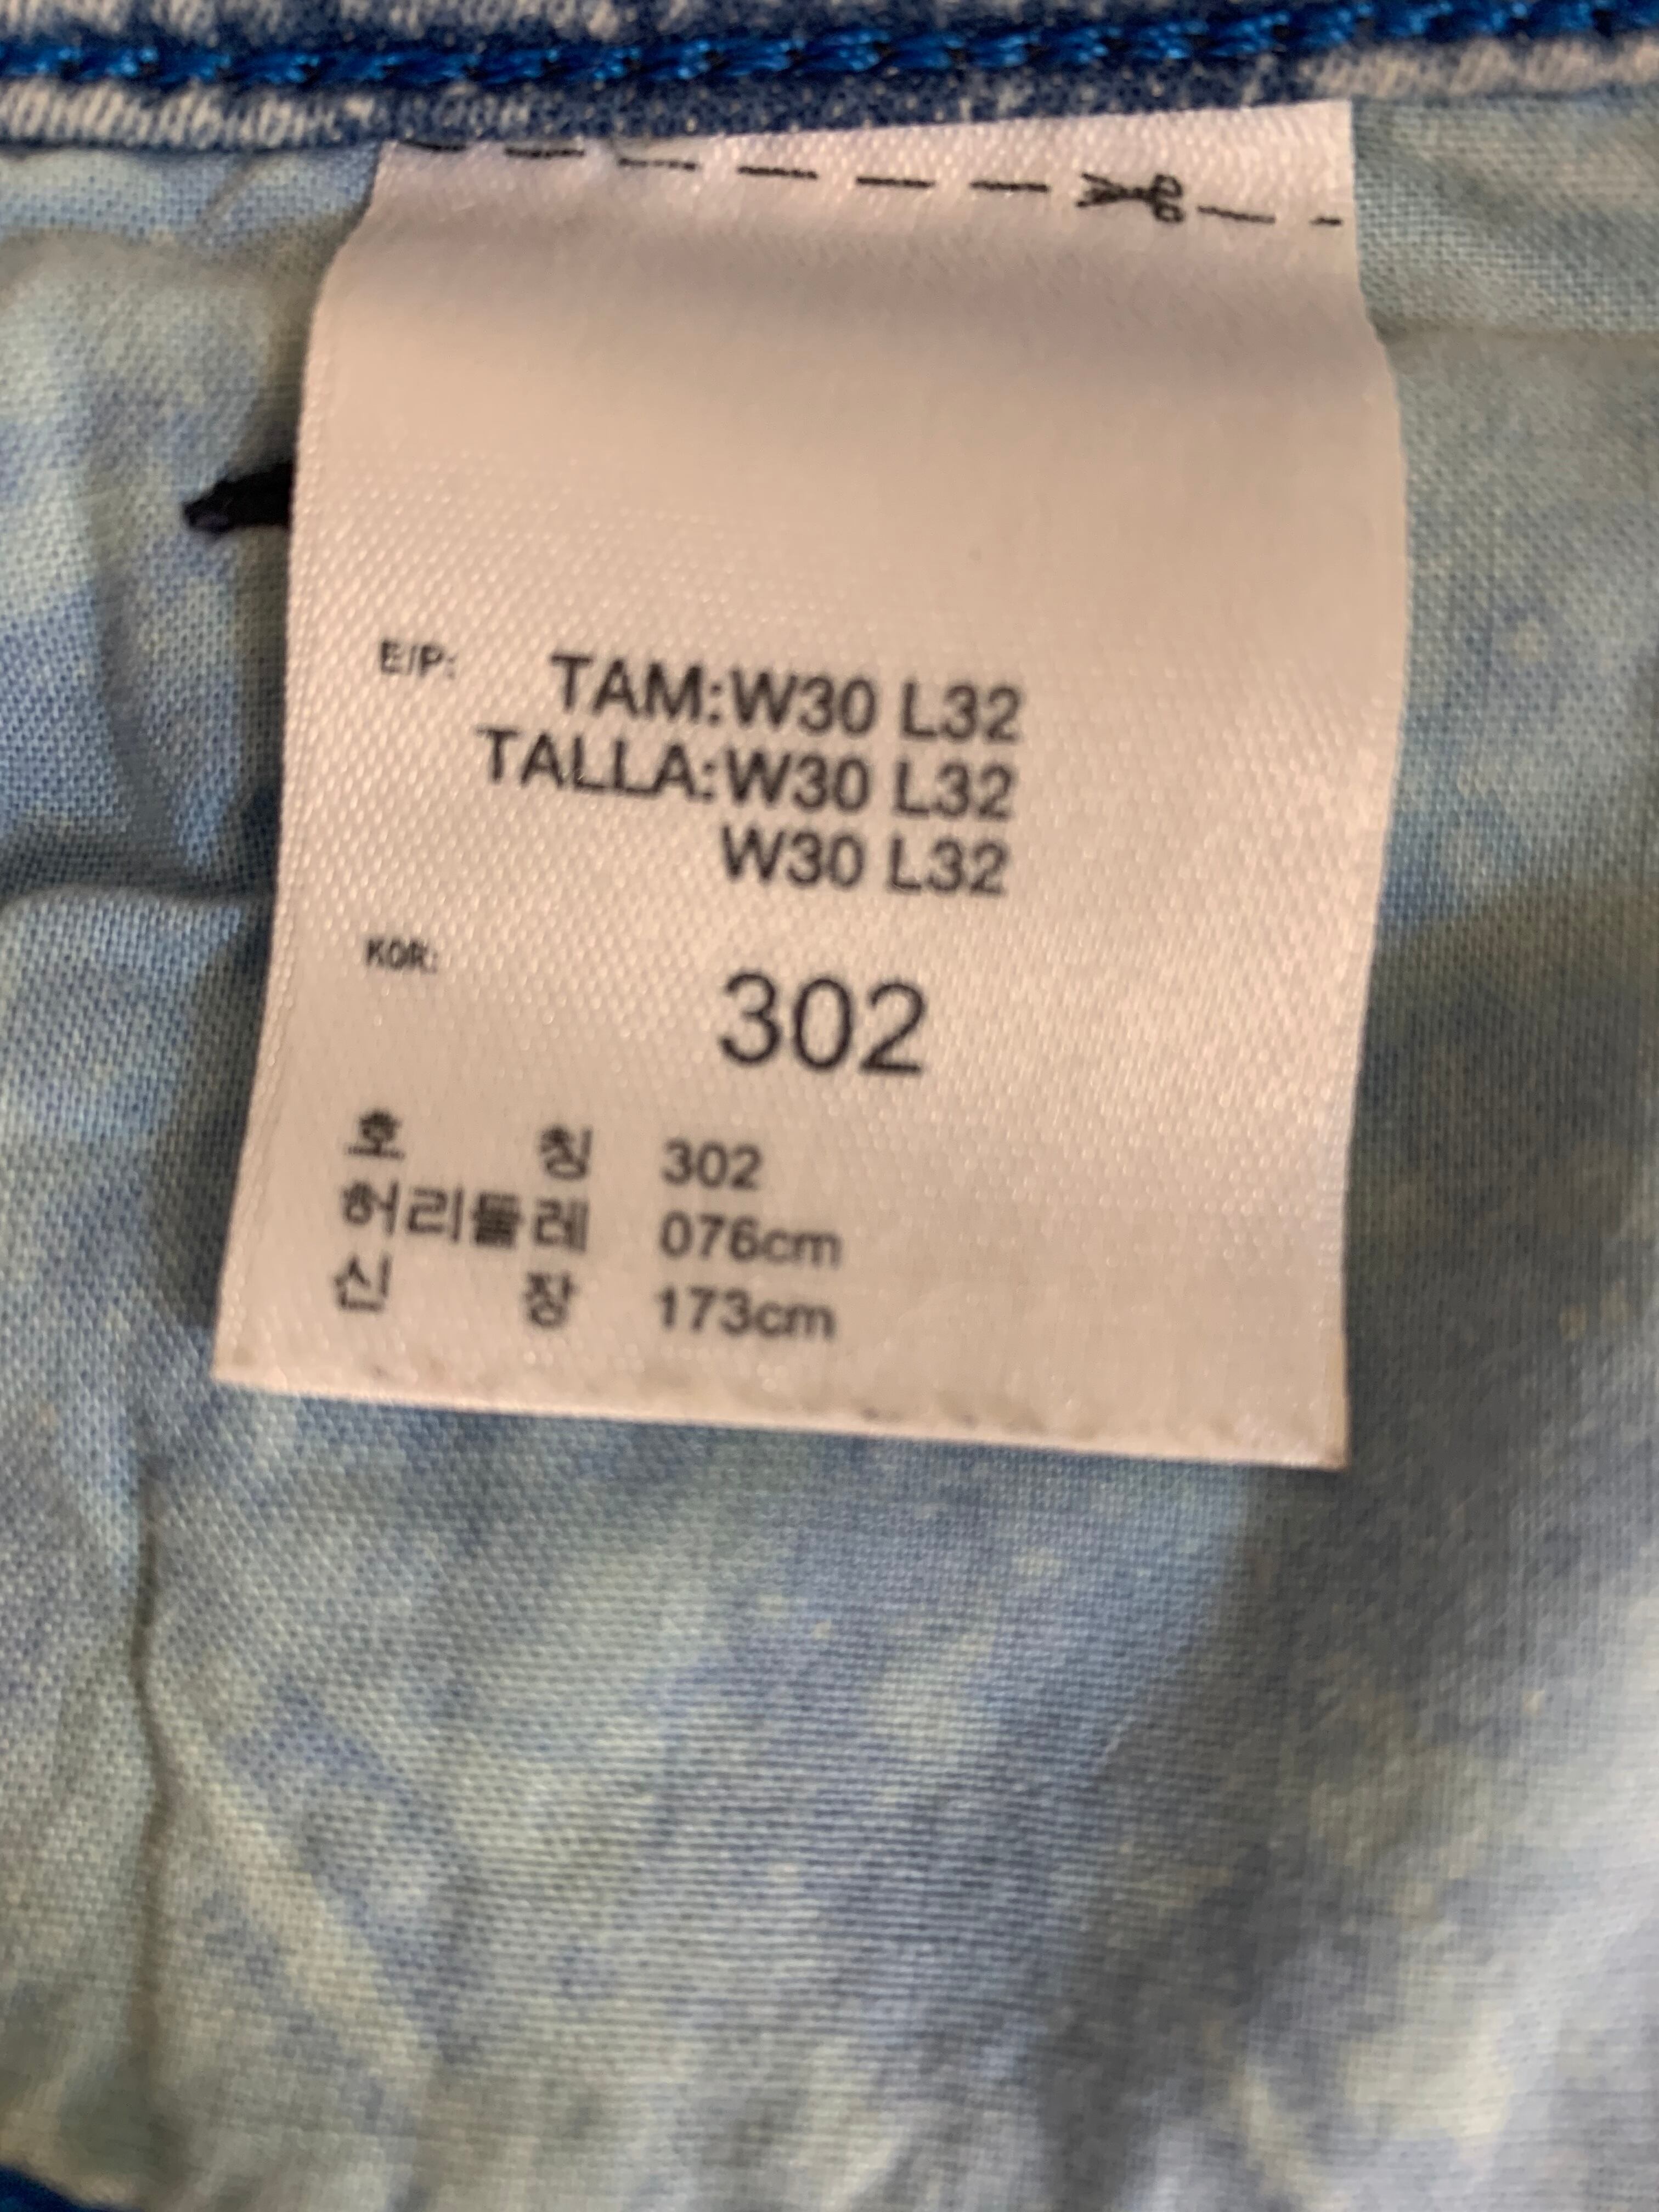 E/P: TAM:W30 L32
TALLA:W30 L32
W30 L32
KOR: 302
호 칭 302
허리둘레 076cm
신 장 173cm